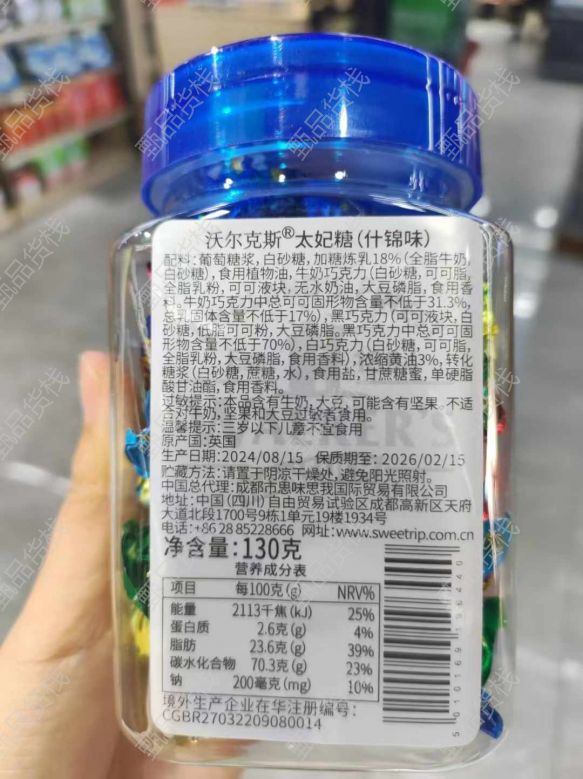 沃尔克斯®太妃糖(什锦味)
配料:葡萄糖浆,白砂糖,加糖炼乳18%(全脂牛奶,
白砂糖),食用植物油,牛奶巧克力(白砂糖,可可脂,
全脂乳粉,可可液块,无水奶油,大豆磷脂,食用香
料。牛奶巧克力中总可可固形物含量不低于31.3%,
总乳固体含量不低于17%),黑巧克力(可可液块,白
砂糖,低脂可可粉,大豆磷脂。黑巧克力中总可可固
形物含量不低于70%),白巧克力(白砂糖,可可脂,
全脂乳粉,大豆磷脂,食用香料),浓缩黄油3%,转化
糖浆(白砂糖,蔗糖,水),食用盐,甘蔗糖蜜,单硬脂
酸甘油酯,食用香料。
过敏提示:本品含有牛奶,大豆,可能含有坚果,不适
合对牛奶,坚果和大豆过敏者食用。
温馨提示:三岁以下儿童不宜食用
原产国:英国
生产日期:2024/08/15 保质期至:2026/02/15
贮藏方法:请置于阴凉干燥处,避免阳光照射。
中国总代理:成都市思味思我国际贸易有限公司
地址:中国(四川)自由贸易试验区成都高新区天府
大道北段1700号9栋1单元19楼1934号
电话:+86 28 85228666 网址:www.sweetrip.com.cn
净含量:130克
营养成分表
项目 每100克(g) NRV%
能量 2113千焦(kJ) 25%
蛋白质 2.6克(g) 4%
脂肪 23.6克(g) 39%
碳水化合物 70.3克(g) 23%
钠 200毫克(mg) 10%
境外生产企业在华注册编号:
CGBR27032209080014
5010169196440
甄品货栈